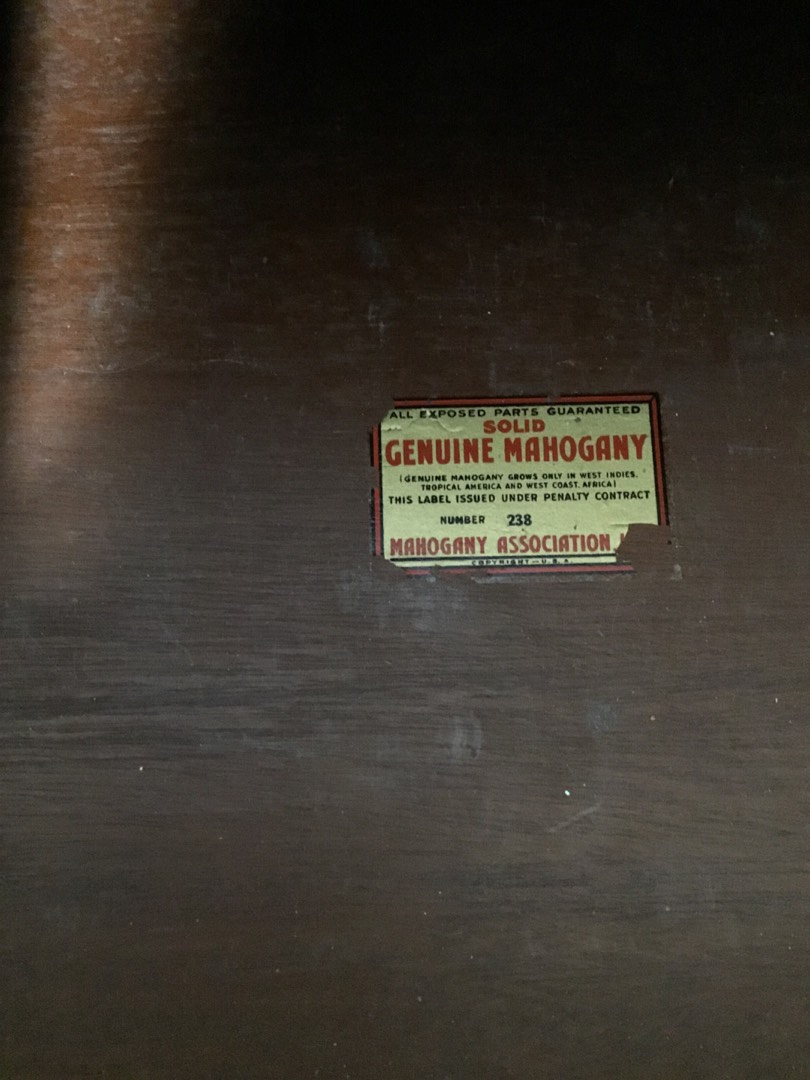 ALL EXPOSED PARTS GUARANTEED
SOLID
GENUINE MAHOGANY
(GENUINE MAHOGANY GROWS ONLY IN WEST INDIES,
TROPICAL AMERICA AND WEST COAST, AFRICA)
THIS LABEL ISSUED UNDER PENALTY CONTRACT
NUMBER 238
MAHOGANY ASSOCIATION,
COPYRIGHT — U.S.A.